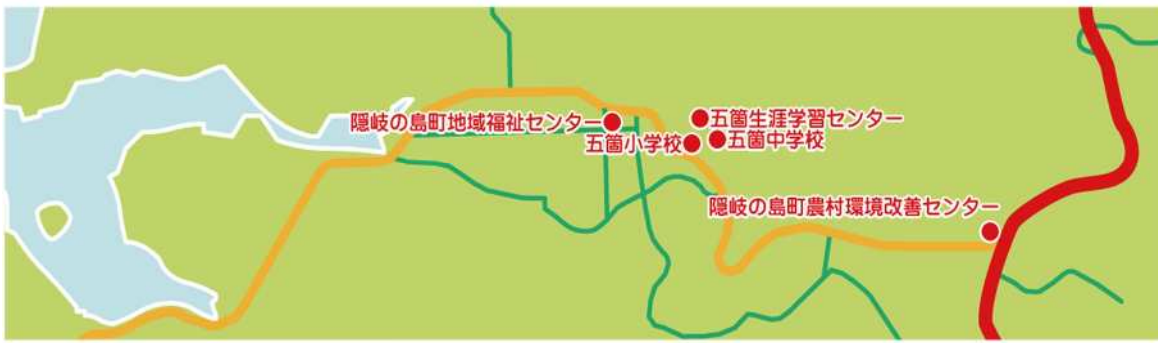 隠岐の島町地域福祉センター
五箇生涯学習センター
五箇小学校
五箇中学校
隠岐の島町農村環境改善センター